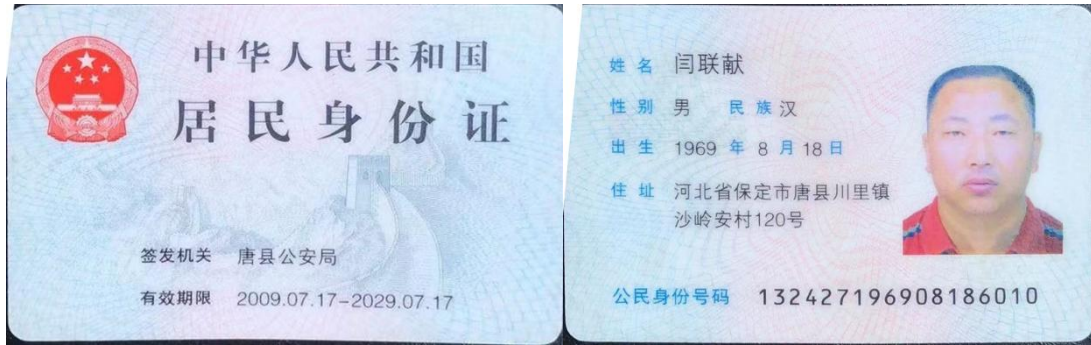 中华人民共和国
居民身份证
签发机关 唐县公安局
有效期限 2009.07.17-2029.07.17
姓名 闫联献
性别 男 民族 汉
出生 1969 年 8 月 18 日
住址 河北省保定市唐县川里镇
沙岭安村120号
公民身份号码 132427196908186010